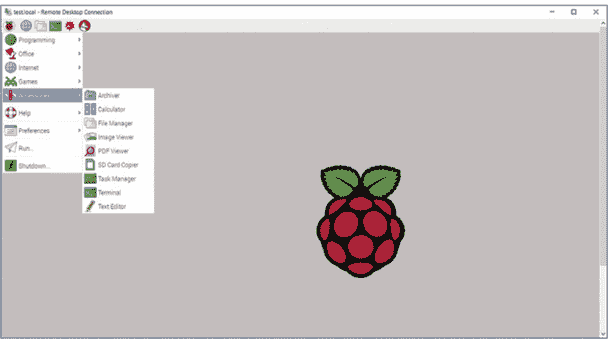 test.local - Remote Desktop Connection
Programming
Office
Internet
Games
Help
Preferences
Run...
Shutdown...
Archiver
Calculator
File Manager
Image Viewer
PDF Viewer
SD Card Copier
Task Manager
Terminal
Text Editor